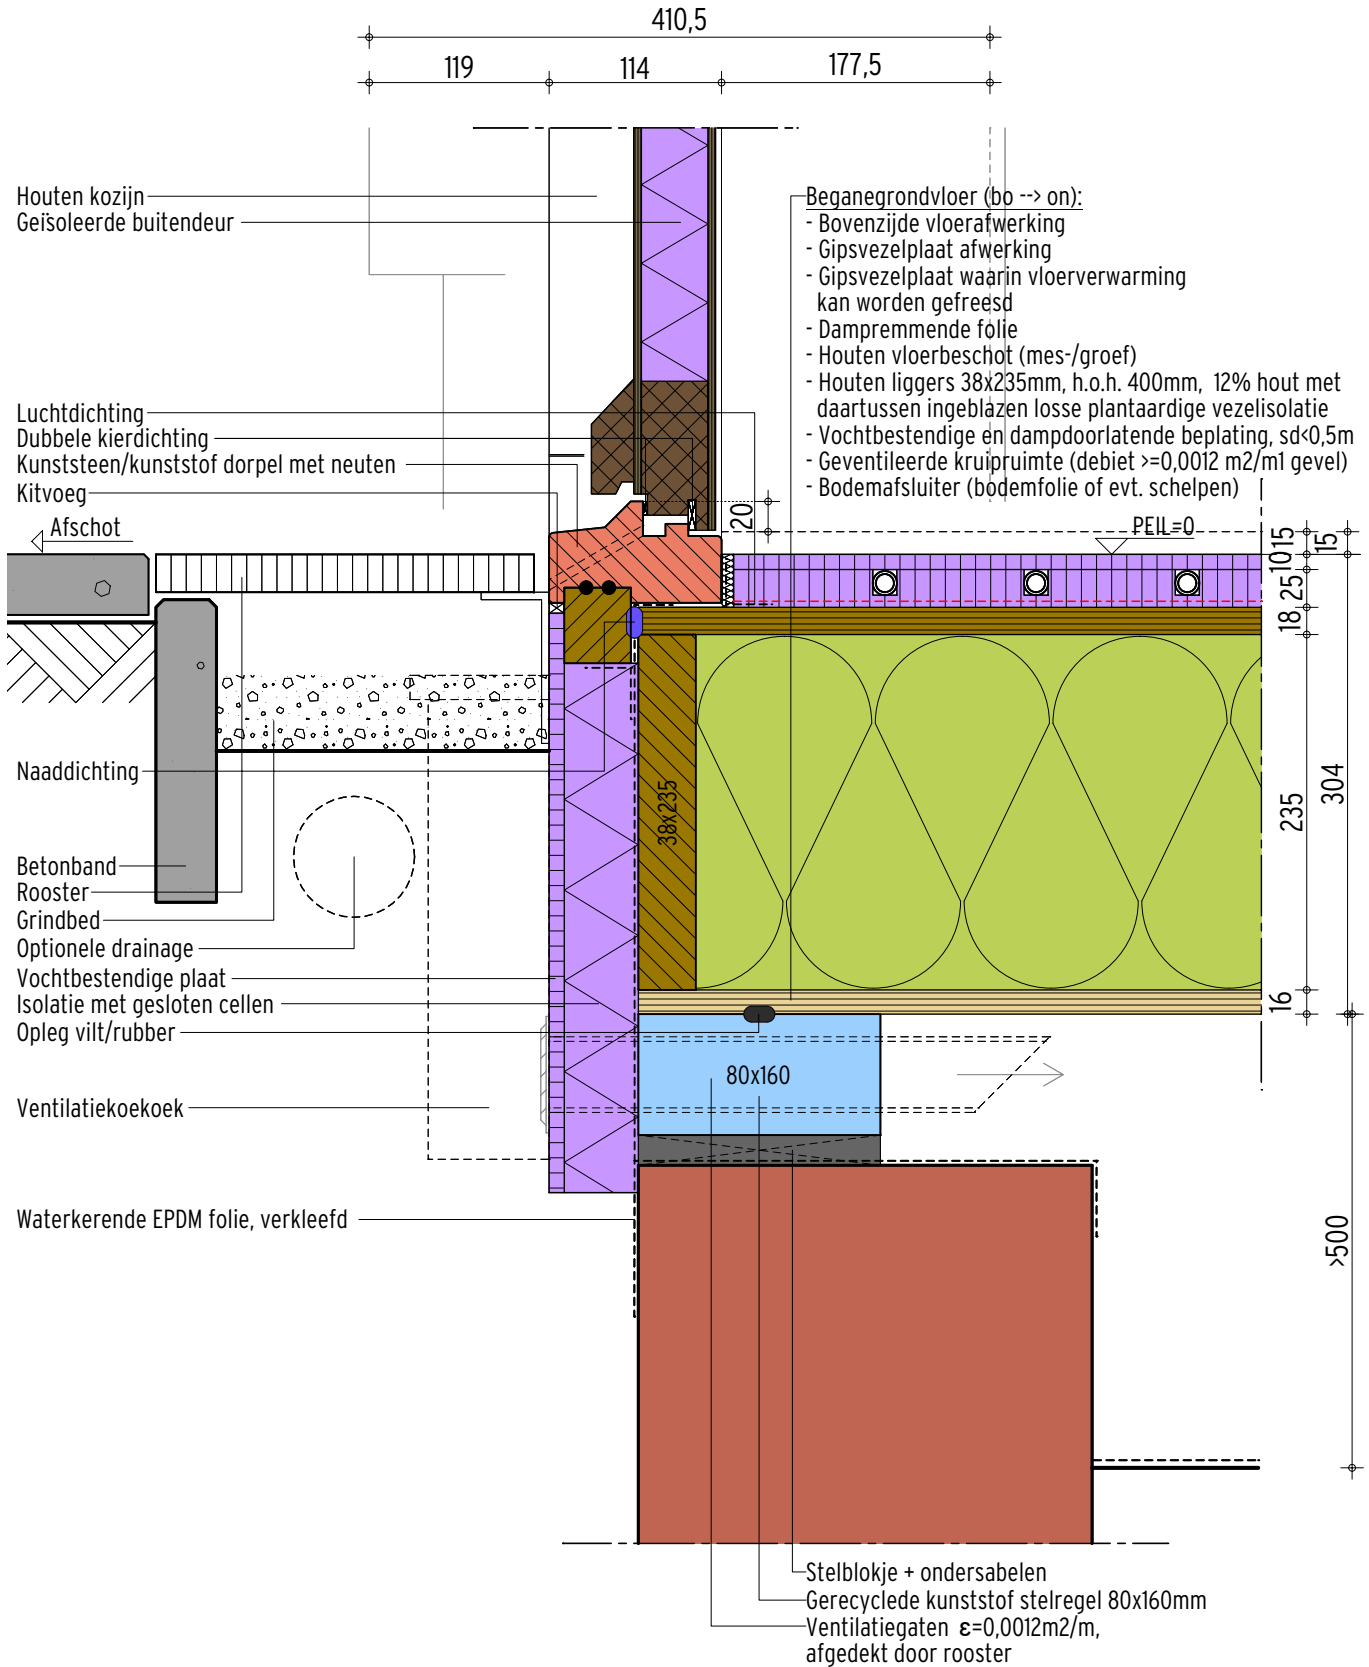 410,5
119
114
177,5
Houten kozijn
Geïsoleerde buitendeur
Luchtdichting
Dubbele kierdichting
Kunststeen/kunststof dorpel met neuten
Kitvoeg
Afschot
Beganegrondvloer (bo --> on):
- Bovenzijde vloerafwerking
- Gipsvezelplaat afwerking
- Gipsvezelplaat waarin vloerverwarming
kan worden gefreesd
- Dampremmende folie
- Houten vloerbeschot (mes-/groef)
- Houten liggers 38x235mm, h.o.h. 400mm, 12% hout met
daartussen ingeblazen losse plantaardige vezelisolatie
- Vochtbestendige en dampdoorlatende beplating, sd<0,5m
- Geventileerde kruipruimte (debiet >=0,0012 m2/m1 gevel)
- Bodemafsluiter (bodemfolie of evt. schelpen)
20
PEIL=0
15
15
10
25
18
235
304
16
>500
38x235
80x160
Naaddichting
Betonband
Rooster
Grindbed
Optionele drainage
Vochtbestendige plaat
Isolatie met gesloten cellen
Opleg vilt/rubber
Ventilatiekoekoek
Waterkerende EPDM folie, verkleefd
Stelblokje + ondersabelen
Gerecyclede kunststof stelregel 80x160mm
Ventilatiegaten ε=0,0012m2/m,
afgedekt door rooster